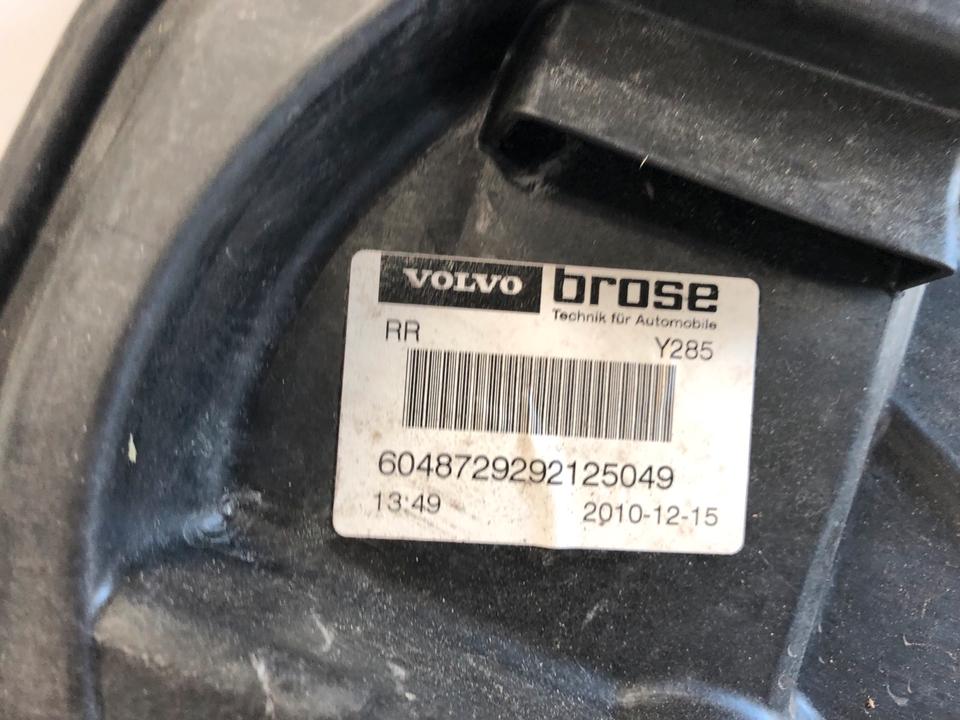 VOLVO brose
Technik für Automobile
RR
Y285
6048729292125049
13:49 2010-12-15